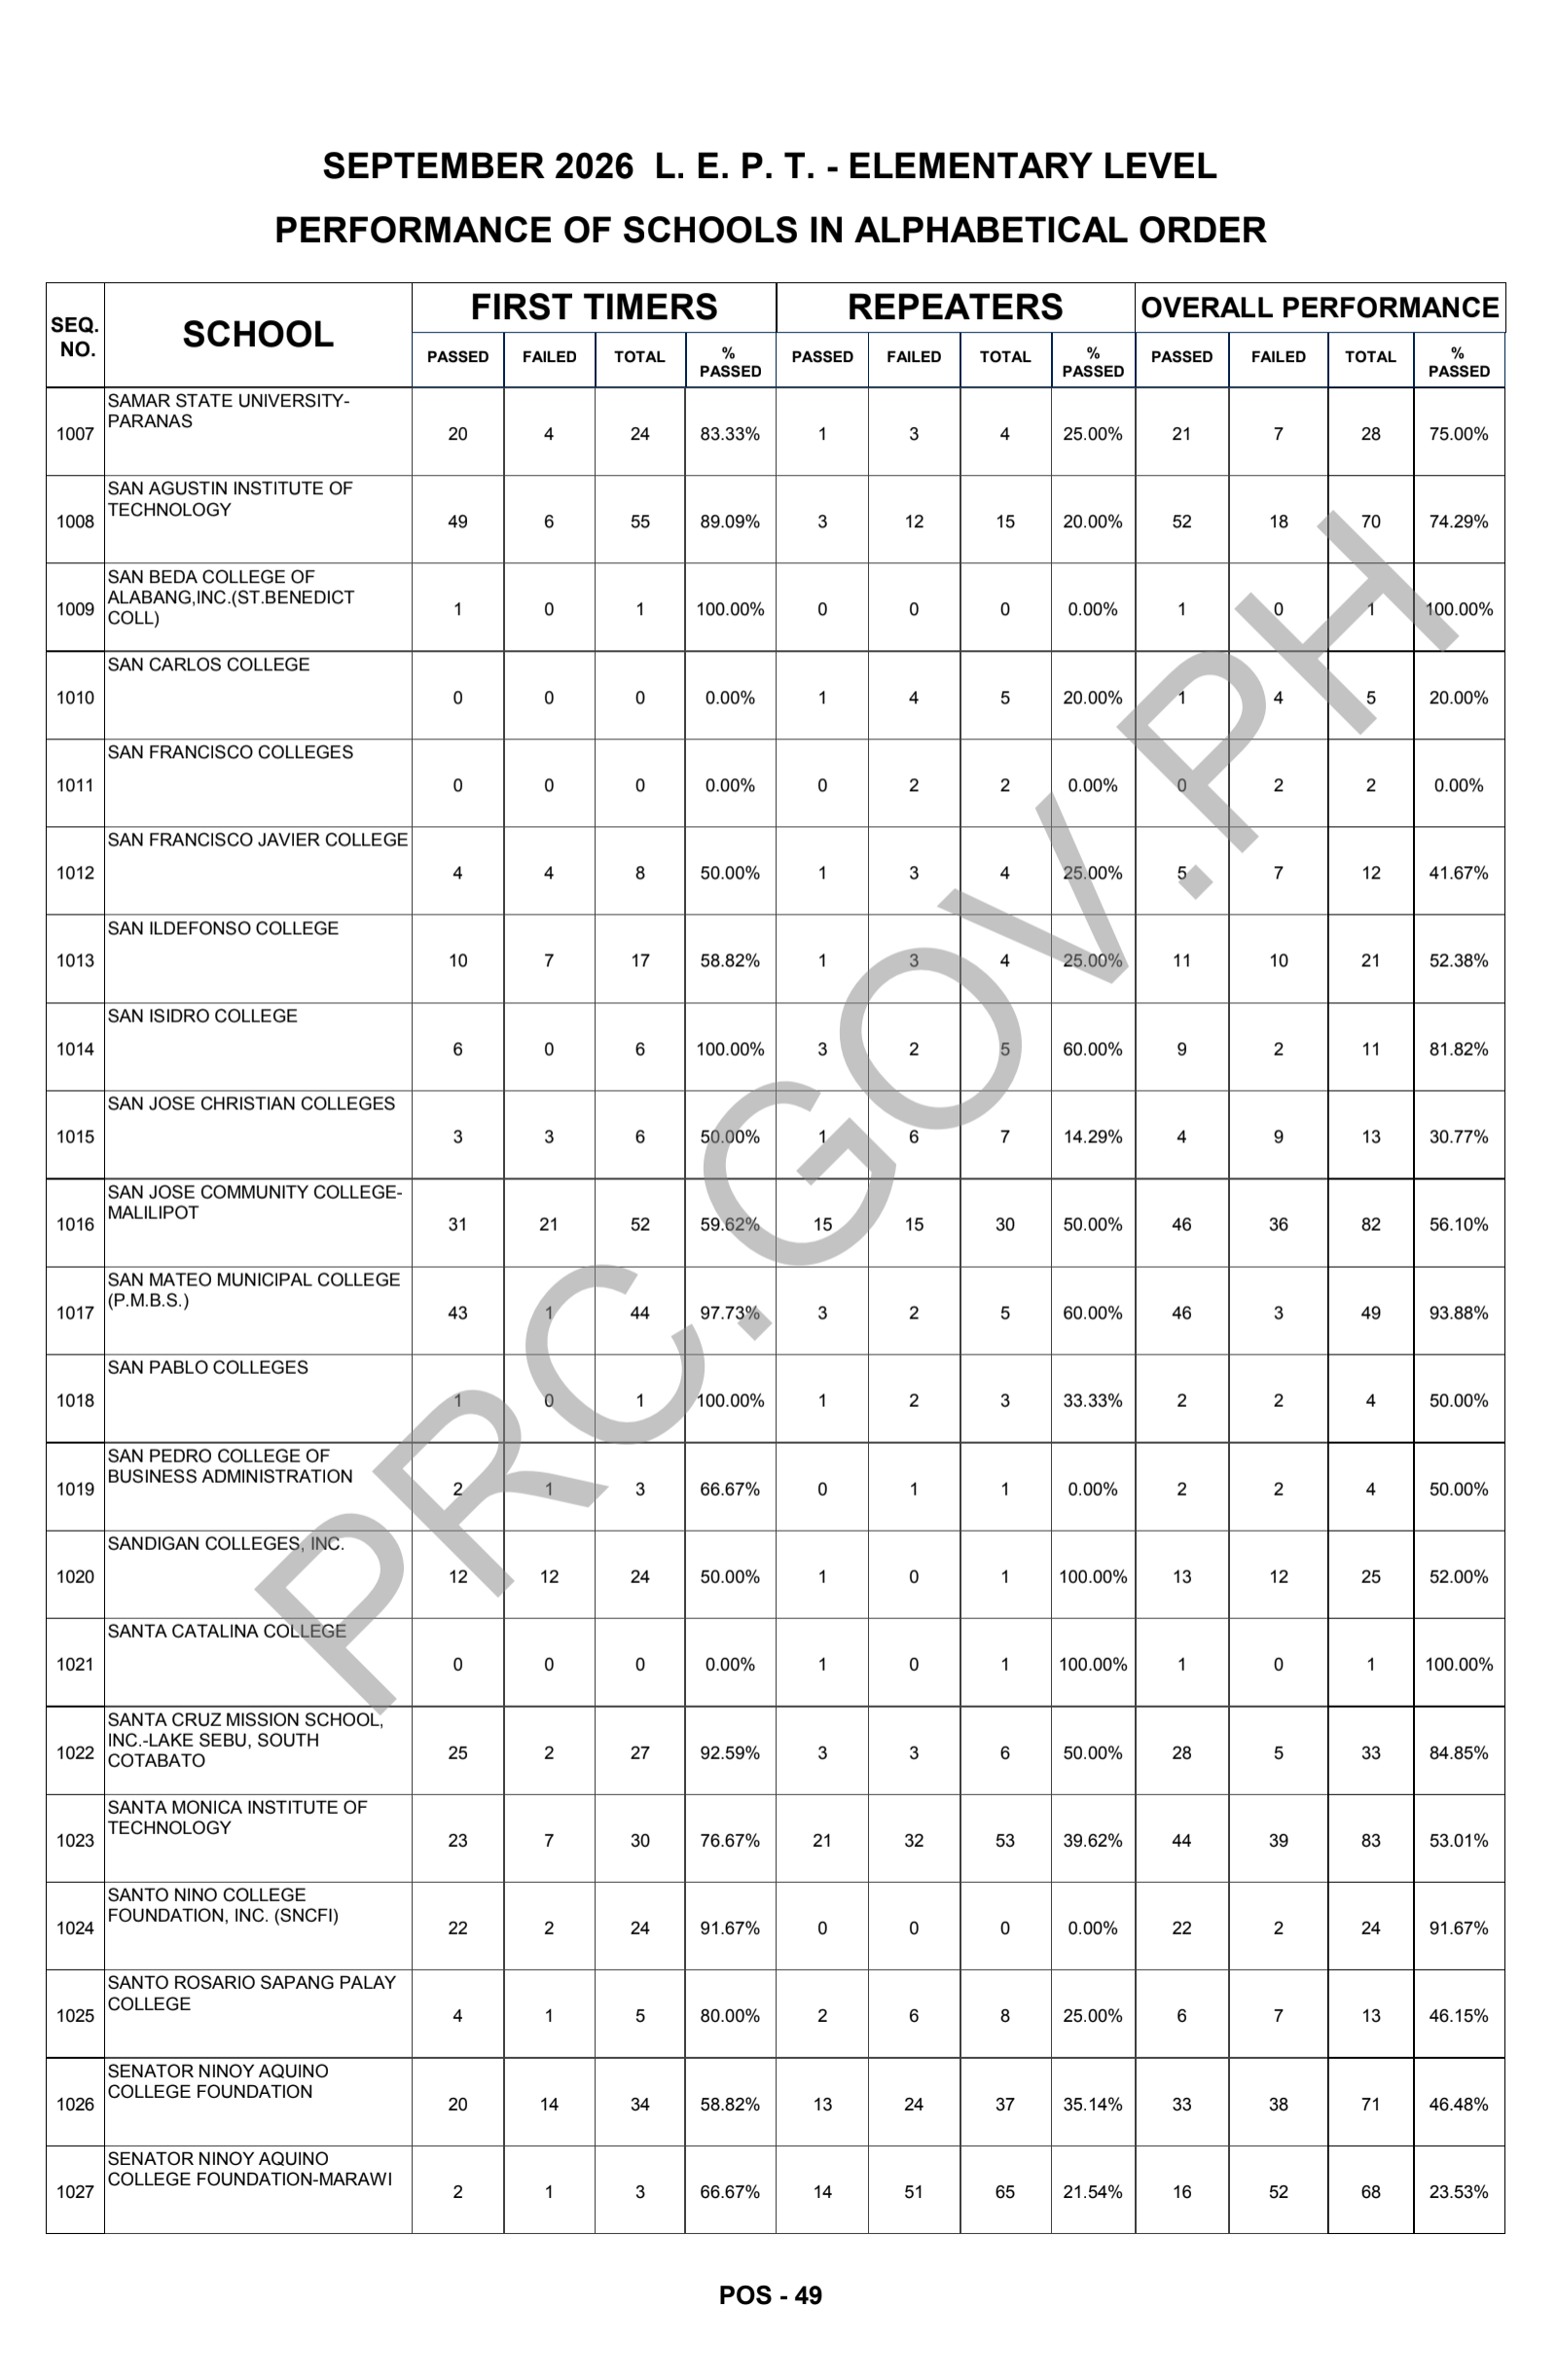 SEPTEMBER 2026 L. E. P. T. - ELEMENTARY LEVEL
PERFORMANCE OF SCHOOLS IN ALPHABETICAL ORDER
SEQ. NO. SCHOOL FIRST TIMERS REPEATERS OVERALL PERFORMANCE
PASSED FAILED TOTAL % PASSED PASSED FAILED TOTAL % PASSED PASSED FAILED TOTAL % PASSED
SAMAR STATE UNIVERSITY-
PARANAS
1007 20 4 24 83.33% 1 3 4 25.00% 21 7 28 75.00%
SAN AGUSTIN INSTITUTE OF
TECHNOLOGY
1008 49 6 55 89.09% 3 12 15 20.00% 52 18 70 74.29%
SAN BEDA COLLEGE OF
ALABANG,INC.(ST.BENEDICT
COLL)
1009 1 0 1 100.00% 0 0 0 0.00% 1 0 1 100.00%
SAN CARLOS COLLEGE
1010 0 0 0 0.00% 1 4 5 20.00% 1 4 5 20.00%
SAN FRANCISCO COLLEGES
1011 0 0 0 0.00% 0 2 2 0.00% 0 2 2 0.00%
SAN FRANCISCO JAVIER COLLEGE
1012 4 4 8 50.00% 1 3 4 25.00% 5 7 12 41.67%
SAN ILDEFONSO COLLEGE
1013 10 7 17 58.82% 1 3 4 25.00% 11 10 21 52.38%
SAN ISIDRO COLLEGE
1014 6 0 6 100.00% 3 2 5 60.00% 9 2 11 81.82%
SAN JOSE CHRISTIAN COLLEGES
1015 3 3 6 50.00% 1 6 7 14.29% 4 9 13 30.77%
SAN JOSE COMMUNITY COLLEGE-
MALILIPOT
1016 31 21 52 59.62% 15 15 30 50.00% 46 36 82 56.10%
SAN MATEO MUNICIPAL COLLEGE
(P.M.B.S.)
1017 43 1 44 97.73% 3 2 5 60.00% 46 3 49 93.88%
SAN PABLO COLLEGES
1018 1 0 1 100.00% 1 2 3 33.33% 2 2 4 50.00%
SAN PEDRO COLLEGE OF
BUSINESS ADMINISTRATION
1019 2 1 3 66.67% 0 1 1 0.00% 2 2 4 50.00%
SANDIGAN COLLEGES, INC.
1020 12 12 24 50.00% 1 0 1 100.00% 13 12 25 52.00%
SANTA CATALINA COLLEGE
1021 0 0 0 0.00% 1 0 1 100.00% 1 0 1 100.00%
SANTA CRUZ MISSION SCHOOL,
INC.-LAKE SEBU, SOUTH
COTABATO
1022 25 2 27 92.59% 3 3 6 50.00% 28 5 33 84.85%
SANTA MONICA INSTITUTE OF
TECHNOLOGY
1023 23 7 30 76.67% 21 32 53 39.62% 44 39 83 53.01%
SANTO NINO COLLEGE
FOUNDATION, INC. (SNCFI)
1024 22 2 24 91.67% 0 0 0 0.00% 22 2 24 91.67%
SANTO ROSARIO SAPANG PALAY
COLLEGE
1025 4 1 5 80.00% 2 6 8 25.00% 6 7 13 46.15%
SENATOR NINOY AQUINO
COLLEGE FOUNDATION
1026 20 14 34 58.82% 13 24 37 35.14% 33 38 71 46.48%
SENATOR NINOY AQUINO
COLLEGE FOUNDATION-MARAWI
1027 2 1 3 66.67% 14 51 65 21.54% 16 52 68 23.53%
PRC.GOV.PH
POS - 49